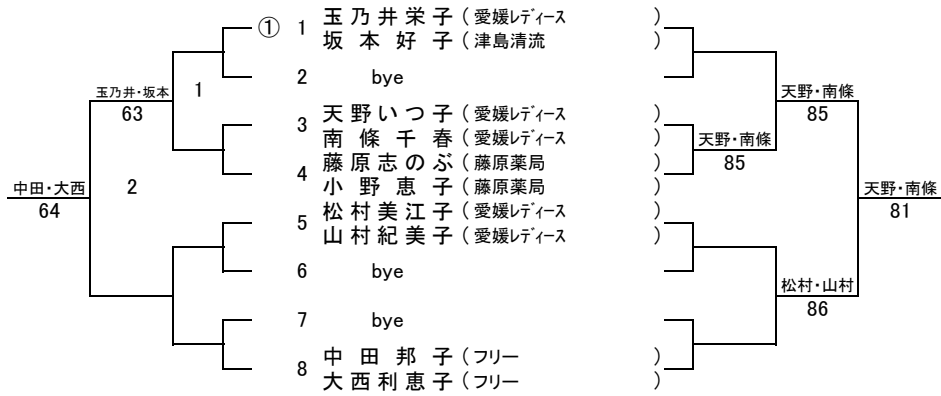 ① 1 玉乃井栄子(愛媛レディース )
坂本好子(津島清流 )
2 bye
玉乃井・坂本 1 天野・南條
63 85
3 天野いつ子(愛媛レディース )
南條千春(愛媛レディース ) 天野・南條
藤原志のぶ(藤原薬局 ) 85
4 小野恵子(藤原薬局 )
中田・大西 2 天野・南條
64 81
松村美江子(愛媛レディース )
5 山村紀美子(愛媛レディース )
6 bye
松村・山村
86
7 bye
中田邦子(フリー )
8 大西利恵子(フリー )